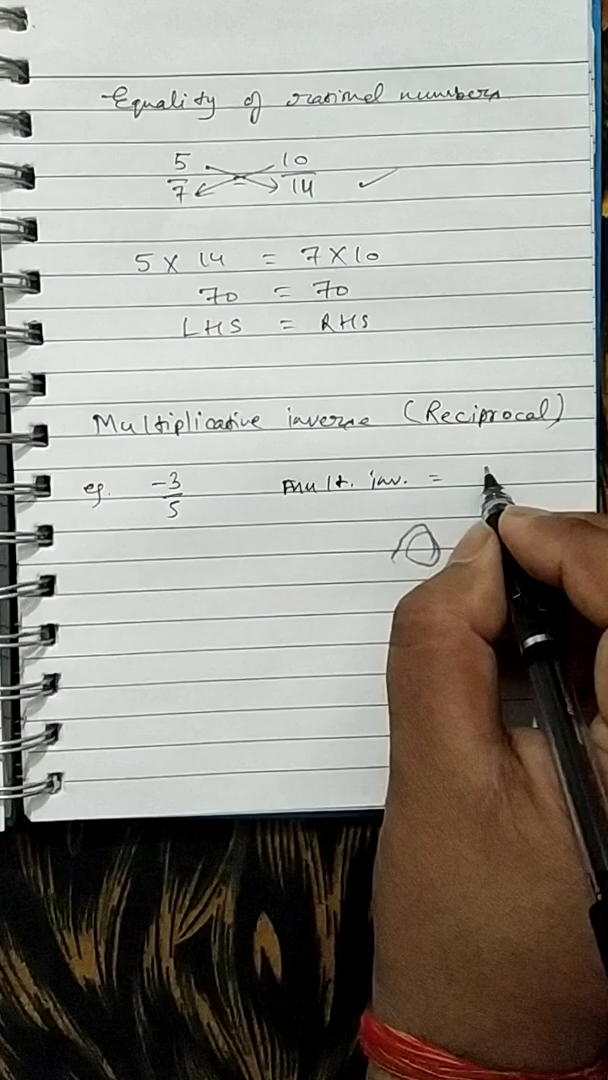 Equality of rational numbers
5/7 10/14 ✓
5 × 14 = 7 × 10
70 = 70
LHS = RHS
Multiplicative inverse (Reciprocal)
eg. -3/5 Mult. inv. =